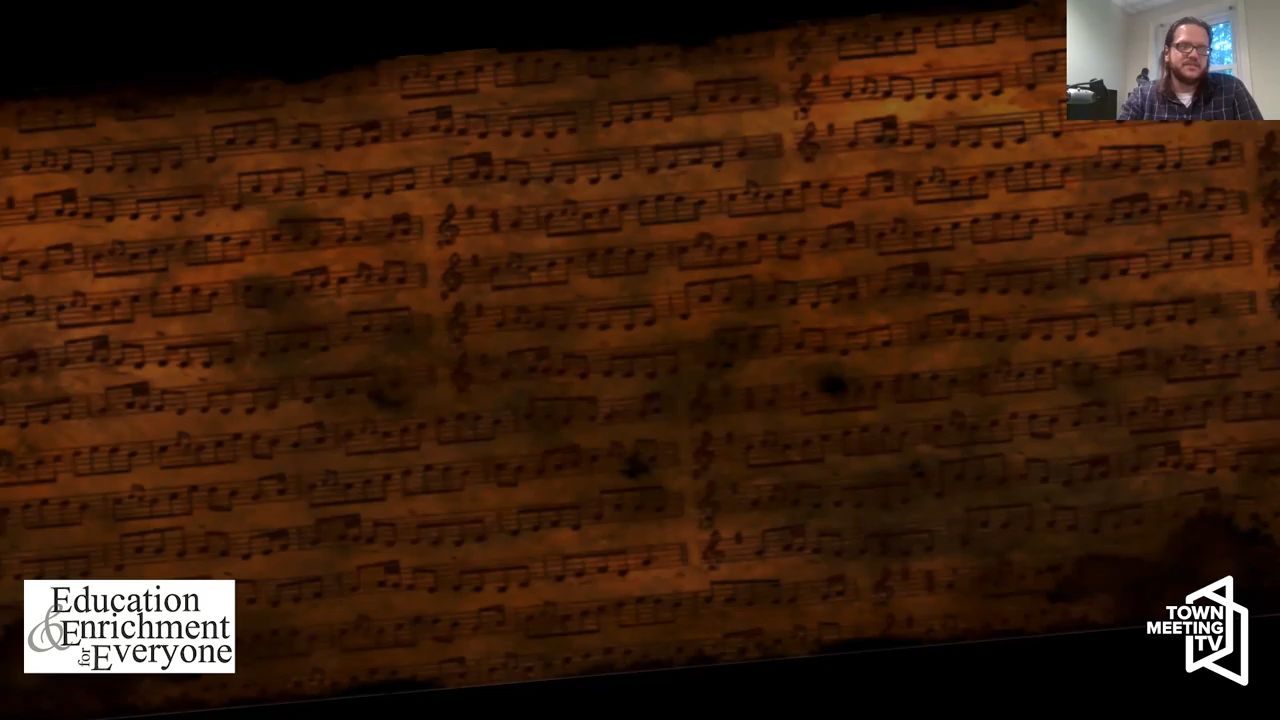 Education
& Enrichment
for Everyone
TOWN
MEETING
TV